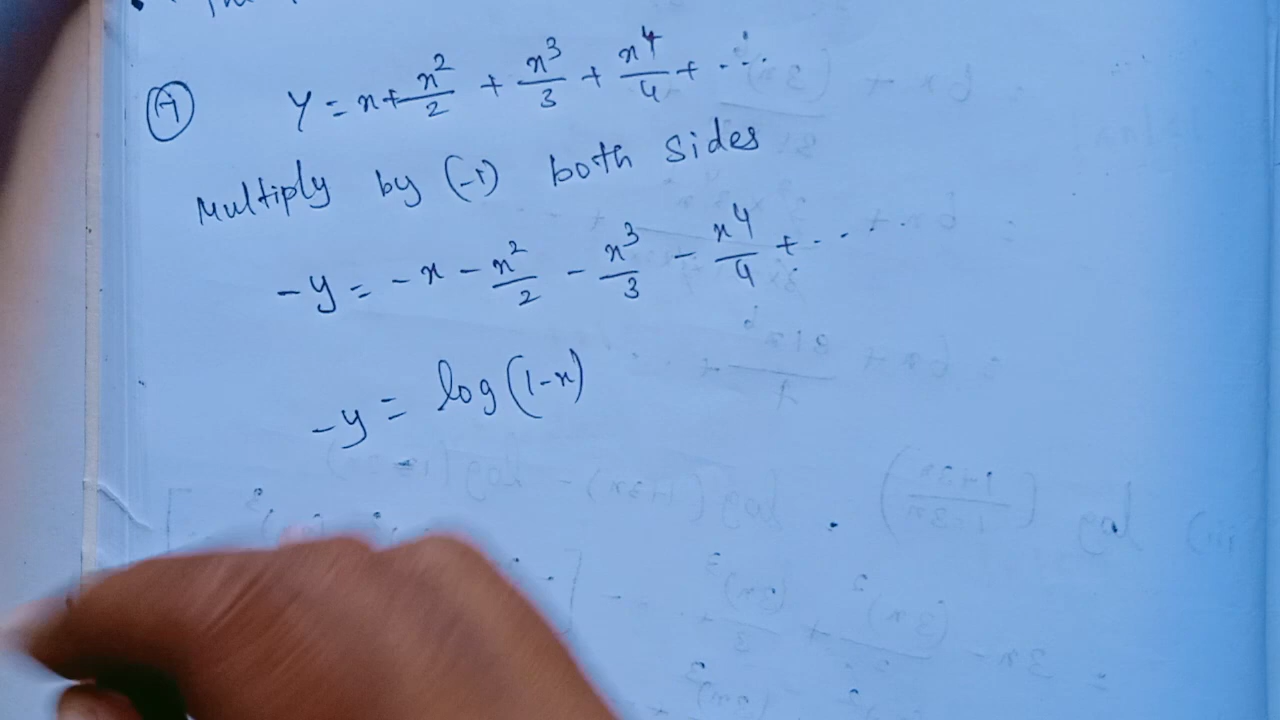 7 y = x + x²/2 + x³/3 + x⁴/4 + ...
Multiply by (-1) both sides
-y = -x - x²/2 - x³/3 - x⁴/4 + .....
-y = log(1-x)